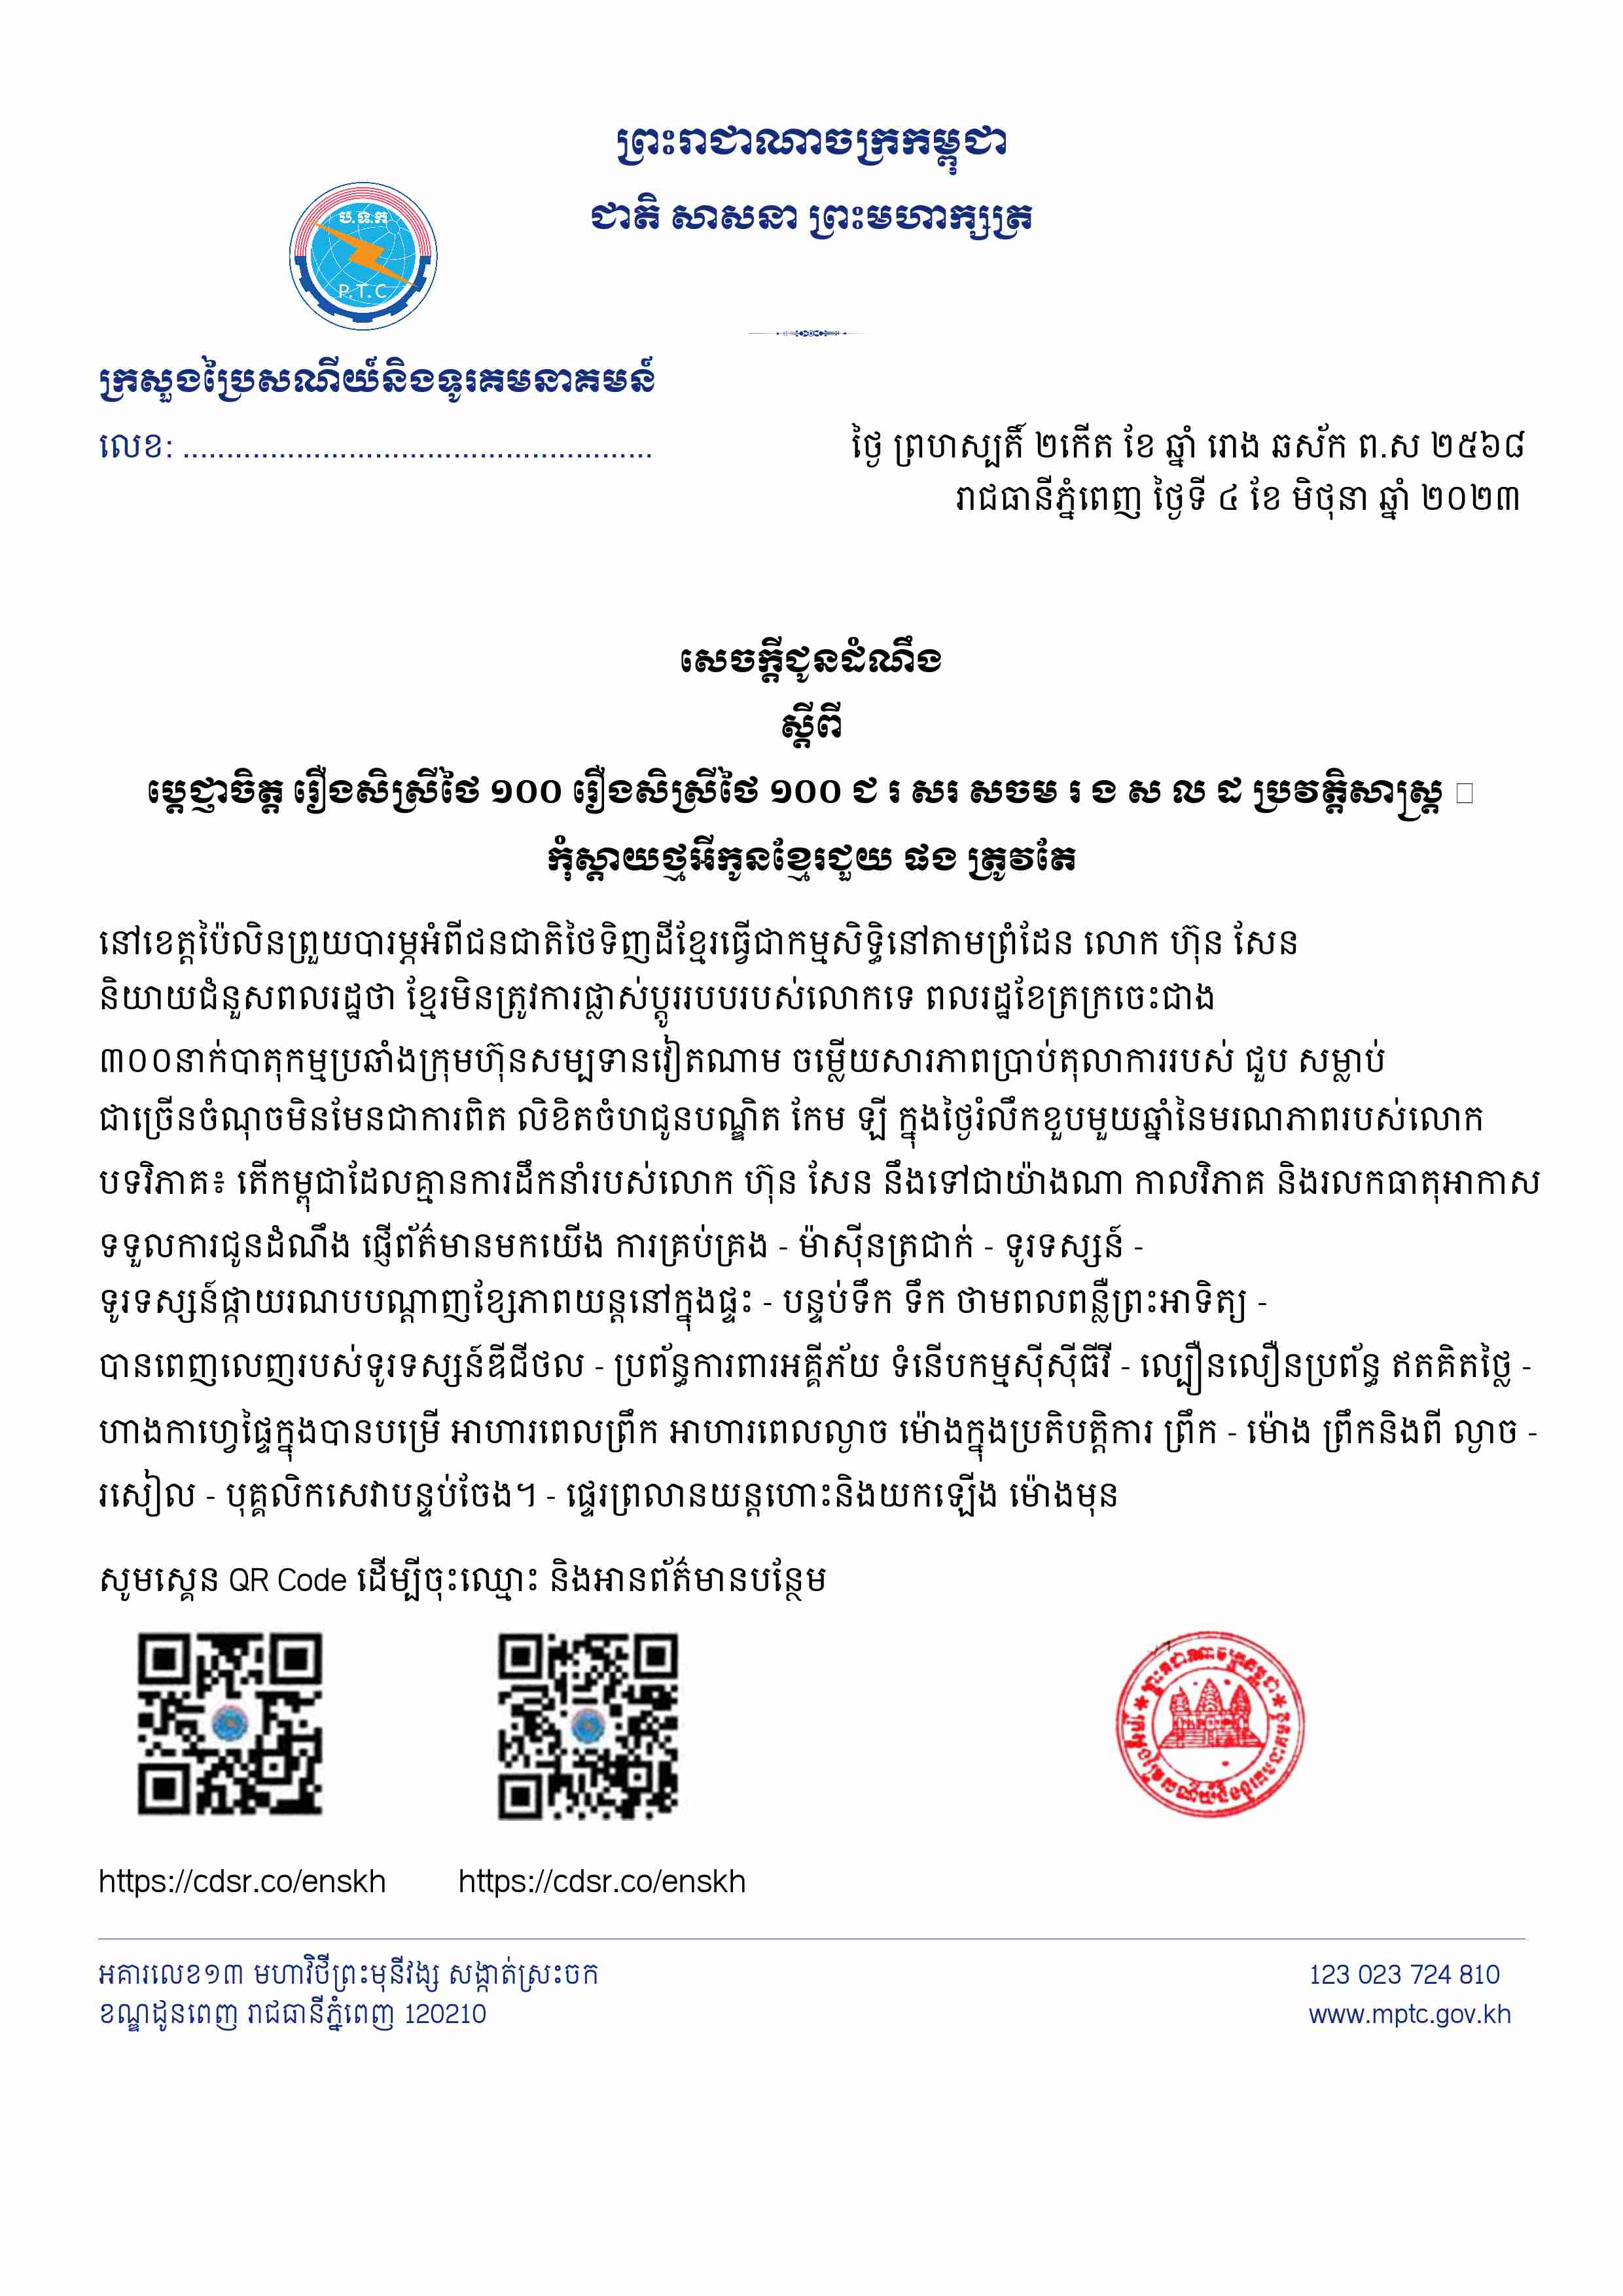 ព្រះរាជាណាចក្រកម្ពុជា
ជាតិ សាសនា ព្រះមហាក្សត្រ
ប.ទ.ក
P.T.C
ក្រសួងប្រៃសណីយ៍និងទូរគមនាគមន៍
លេខ: ......................................................
ថ្ងៃ ព្រហស្បតិ៍ ២កើត ខែ ឆ្នាំ រោង ឆស័ក ព.ស ២៥៦៨
រាជធានីភ្នំពេញ ថ្ងៃទី ៤ ខែ មិថុនា ឆ្នាំ ២០២៣
សេចក្តីជូនដំណឹង
ស្តីពី
ប្តេជ្ញាចិត្ត រឿងសិស្រីថៃ ១០០ រឿងសិស្រីថៃ ១០០ ជ រ សរ សចម រ ង ស ល ដ ប្រវត្តិសាស្ត្រ
កុំស្តាយថ្មអីកូនខ្មែរជួយ ផង ត្រូវតែ
នៅខេត្តប៉ៃលិនព្រួយបារម្ភអំពីជនជាតិថៃទិញដីខ្មែរធ្វើជាកម្មសិទ្ធិនៅតាមព្រំដែន លោក ហ៊ុន សែន
និយាយជំនួសពលរដ្ឋថា ខ្មែរមិនត្រូវការផ្លាស់ប្តូររបបរបស់លោកទេ ពលរដ្ឋខែត្រក្រចេះជាង
៣០០នាក់បាតុកម្មប្រឆាំងក្រុមហ៊ុនសម្បទានវៀតណាម ចម្លើយសារភាពប្រាប់តុលាការរបស់ ជួប សម្លាប់
ជាច្រើនចំណុចមិនមែនជាការពិត លិខិតចំហជូនបណ្ឌិត កែម ឡី ក្នុងថ្ងៃរំលឹកខួបមួយឆ្នាំនៃមរណភាពរបស់លោក
បទវិភាគ៖ តើកម្ពុជាដែលគ្មានការដឹកនាំរបស់លោក ហ៊ុន សែន នឹងទៅជាយ៉ាងណា កាលវិភាគ និងរលកធាតុអាកាស
ទទួលការជូនដំណឹង ផ្ញើព័ត៌មានមកយើង ការគ្រប់គ្រង - ម៉ាស៊ីនត្រជាក់ - ទូរទស្សន៍ -
ទូរទស្សន៍ផ្កាយរណបបណ្តាញខ្សែភាពយន្តនៅក្នុងផ្ទះ - បន្ទប់ទឹក ទឹក ថាមពលពន្លឺព្រះអាទិត្យ -
បានពេញលេញរបស់ទូរទស្សន៍ឌីជីថល - ប្រព័ន្ធការពារអគ្គីភ័យ ទំនើបកម្មស៊ីស៊ីធីវី - ល្បឿនលឿនប្រព័ន្ធ ឥតគិតថ្លៃ -
ហាងកាហ្វេផ្ទៃក្នុងបានបម្រើ អាហារពេលព្រឹក អាហារពេលល្ងាច ម៉ោងក្នុងប្រតិបត្តិការ ព្រឹក - ម៉ោង ព្រឹកនិងពី ល្ងាច -
រសៀល - បុគ្គលិកសេវាបន្ទប់ចែង។ - ផ្ទេរព្រលានយន្តហោះនិងយកឡើង ម៉ោងមុន
សូមស្គេន QR Code ដើម្បីចុះឈ្មោះ និងអានព័ត៌មានបន្ថែម
https://cdsr.co/enskh
https://cdsr.co/enskh
ព្រះរាជាណាចក្រកម្ពុជា
ក្រសួងប្រៃសណីយ៍និងទូរគមនាគមន៍
អគារលេខ១៣ មហាវិថីព្រះមុនីវង្ស សង្កាត់ស្រះចក
ខណ្ឌដូនពេញ រាជធានីភ្នំពេញ 120210
123 023 724 810
www.mptc.gov.kh